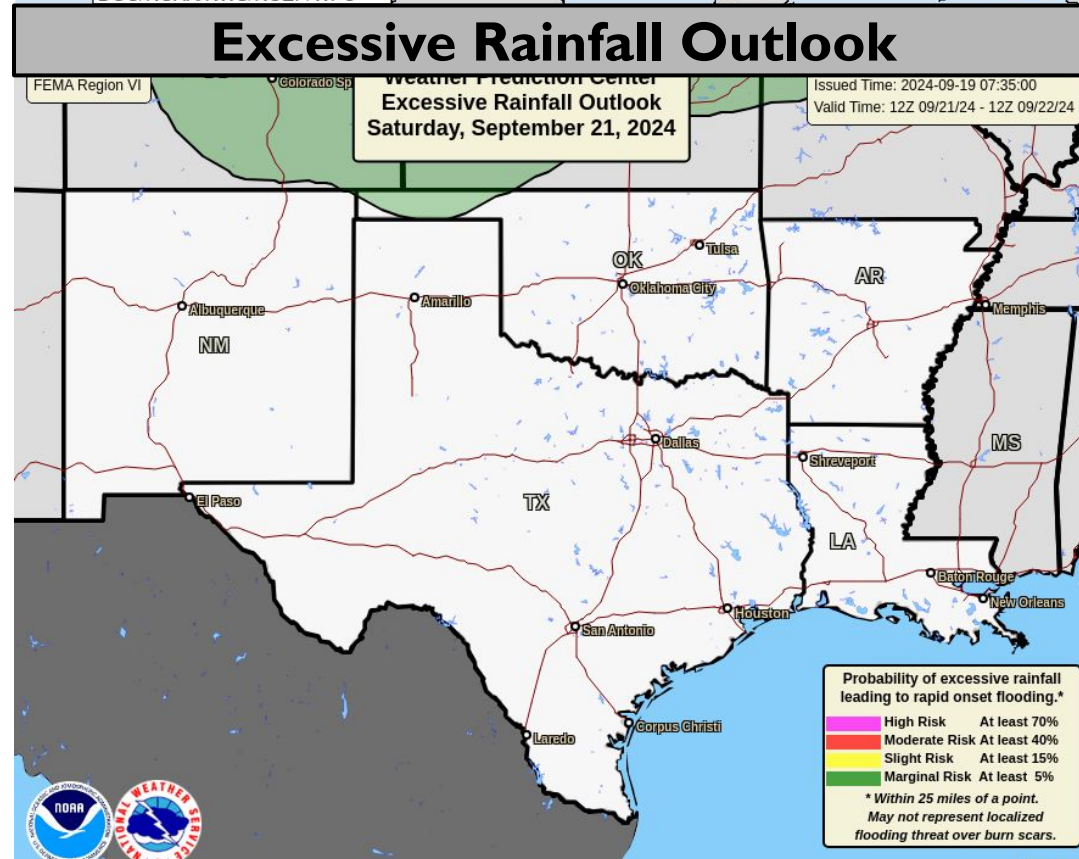 Excessive Rainfall Outlook
FEMA Region VI
Weather Prediction Center
Excessive Rainfall Outlook
Saturday, September 21, 2024
Issued Time: 2024-09-19 07:35:00
Valid Time: 12Z 09/21/24 - 12Z 09/22/24
Colorado Sp
Tulsa
OK
Oklahoma City
AR
Albuquerque
Amarillo
Memphis
NM
Dallas
MS
Shreveport
El Paso
TX
LA
Baton Rouge
New Orleans
Houston
San Antonio
Corpus Christi
Laredo
Probability of excessive rainfall
leading to rapid onset flooding.*
High Risk At least 70%
Moderate Risk At least 40%
Slight Risk At least 15%
Marginal Risk At least 5%
* Within 25 miles of a point.
May not represent localized
flooding threat over burn scars.
NOAA
NATIONAL WEATHER SERVICE